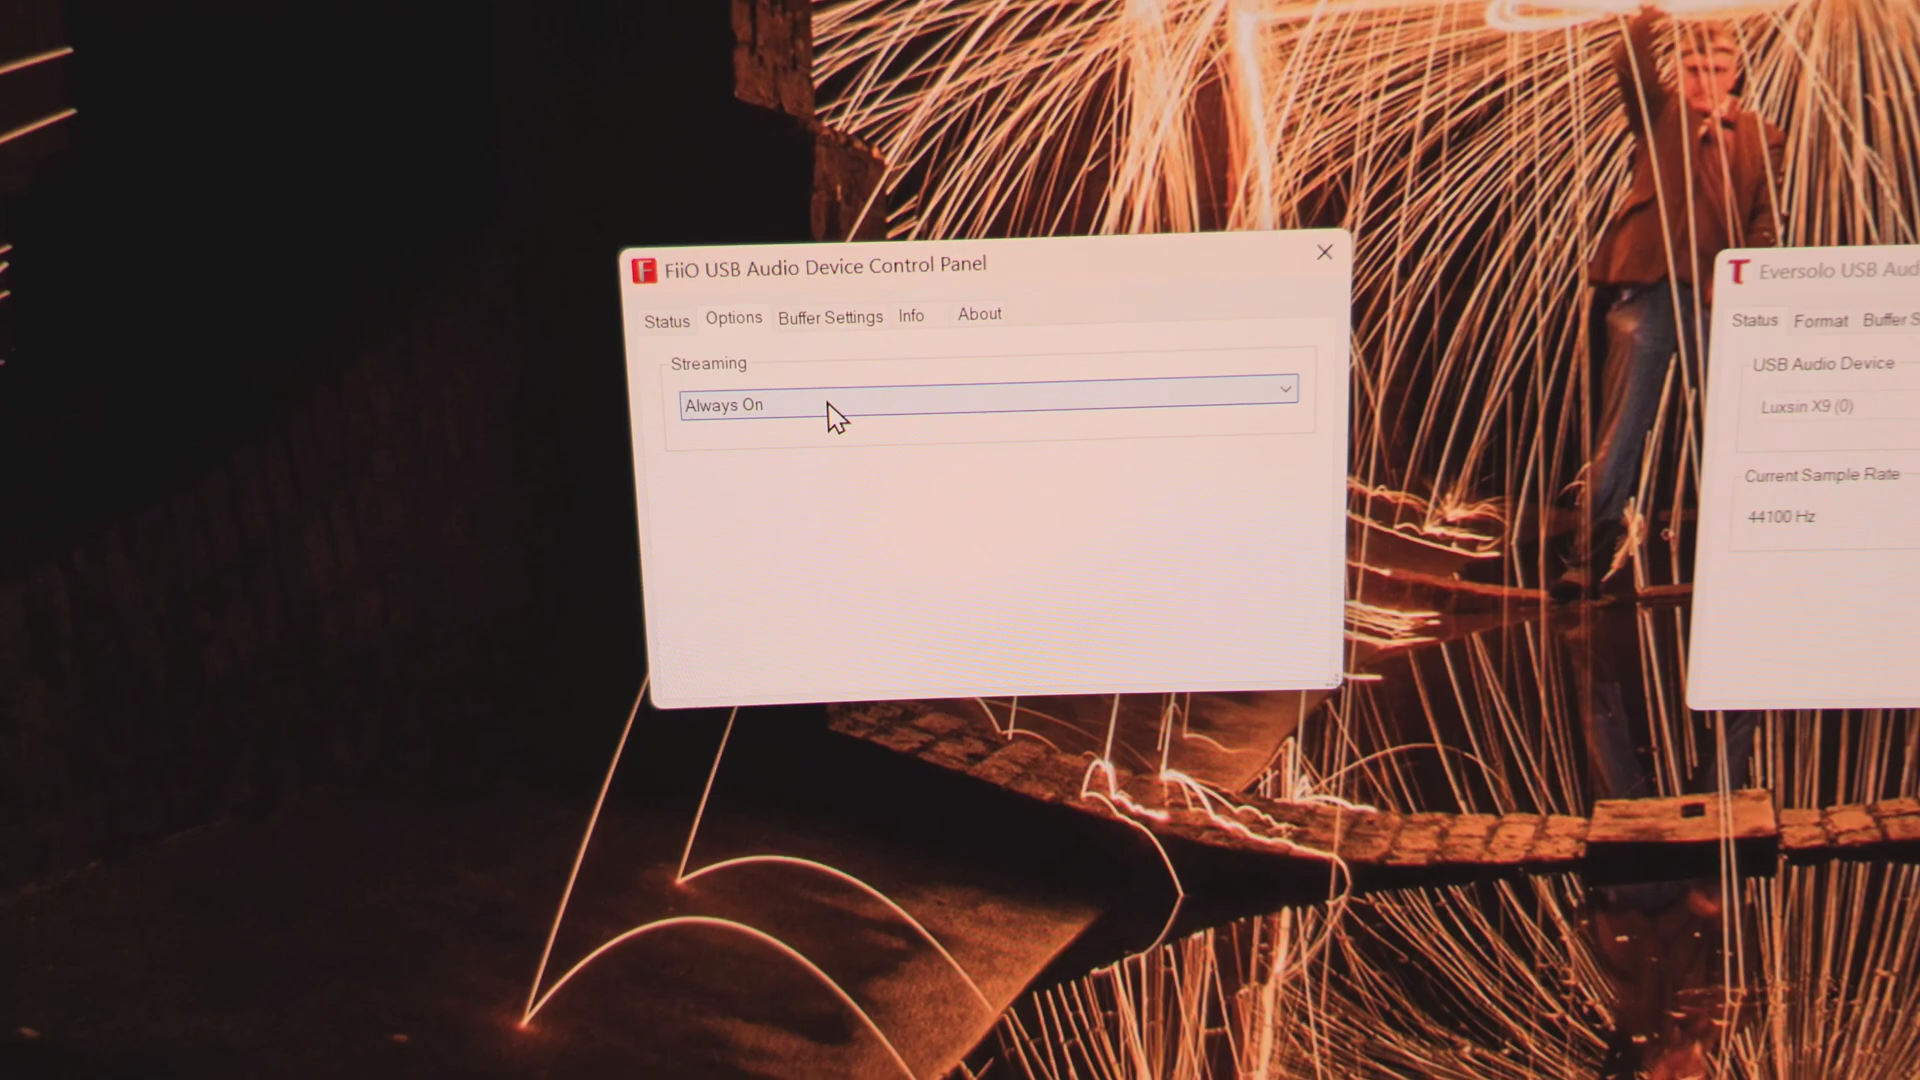 FiiO USB Audio Device Control Panel
Status Options Buffer Settings Info About
Streaming
Always On
Eversolo USB Aud
Status Format Buffer S
USB Audio Device
Luxsin X9 (0)
Current Sample Rate
44100 Hz